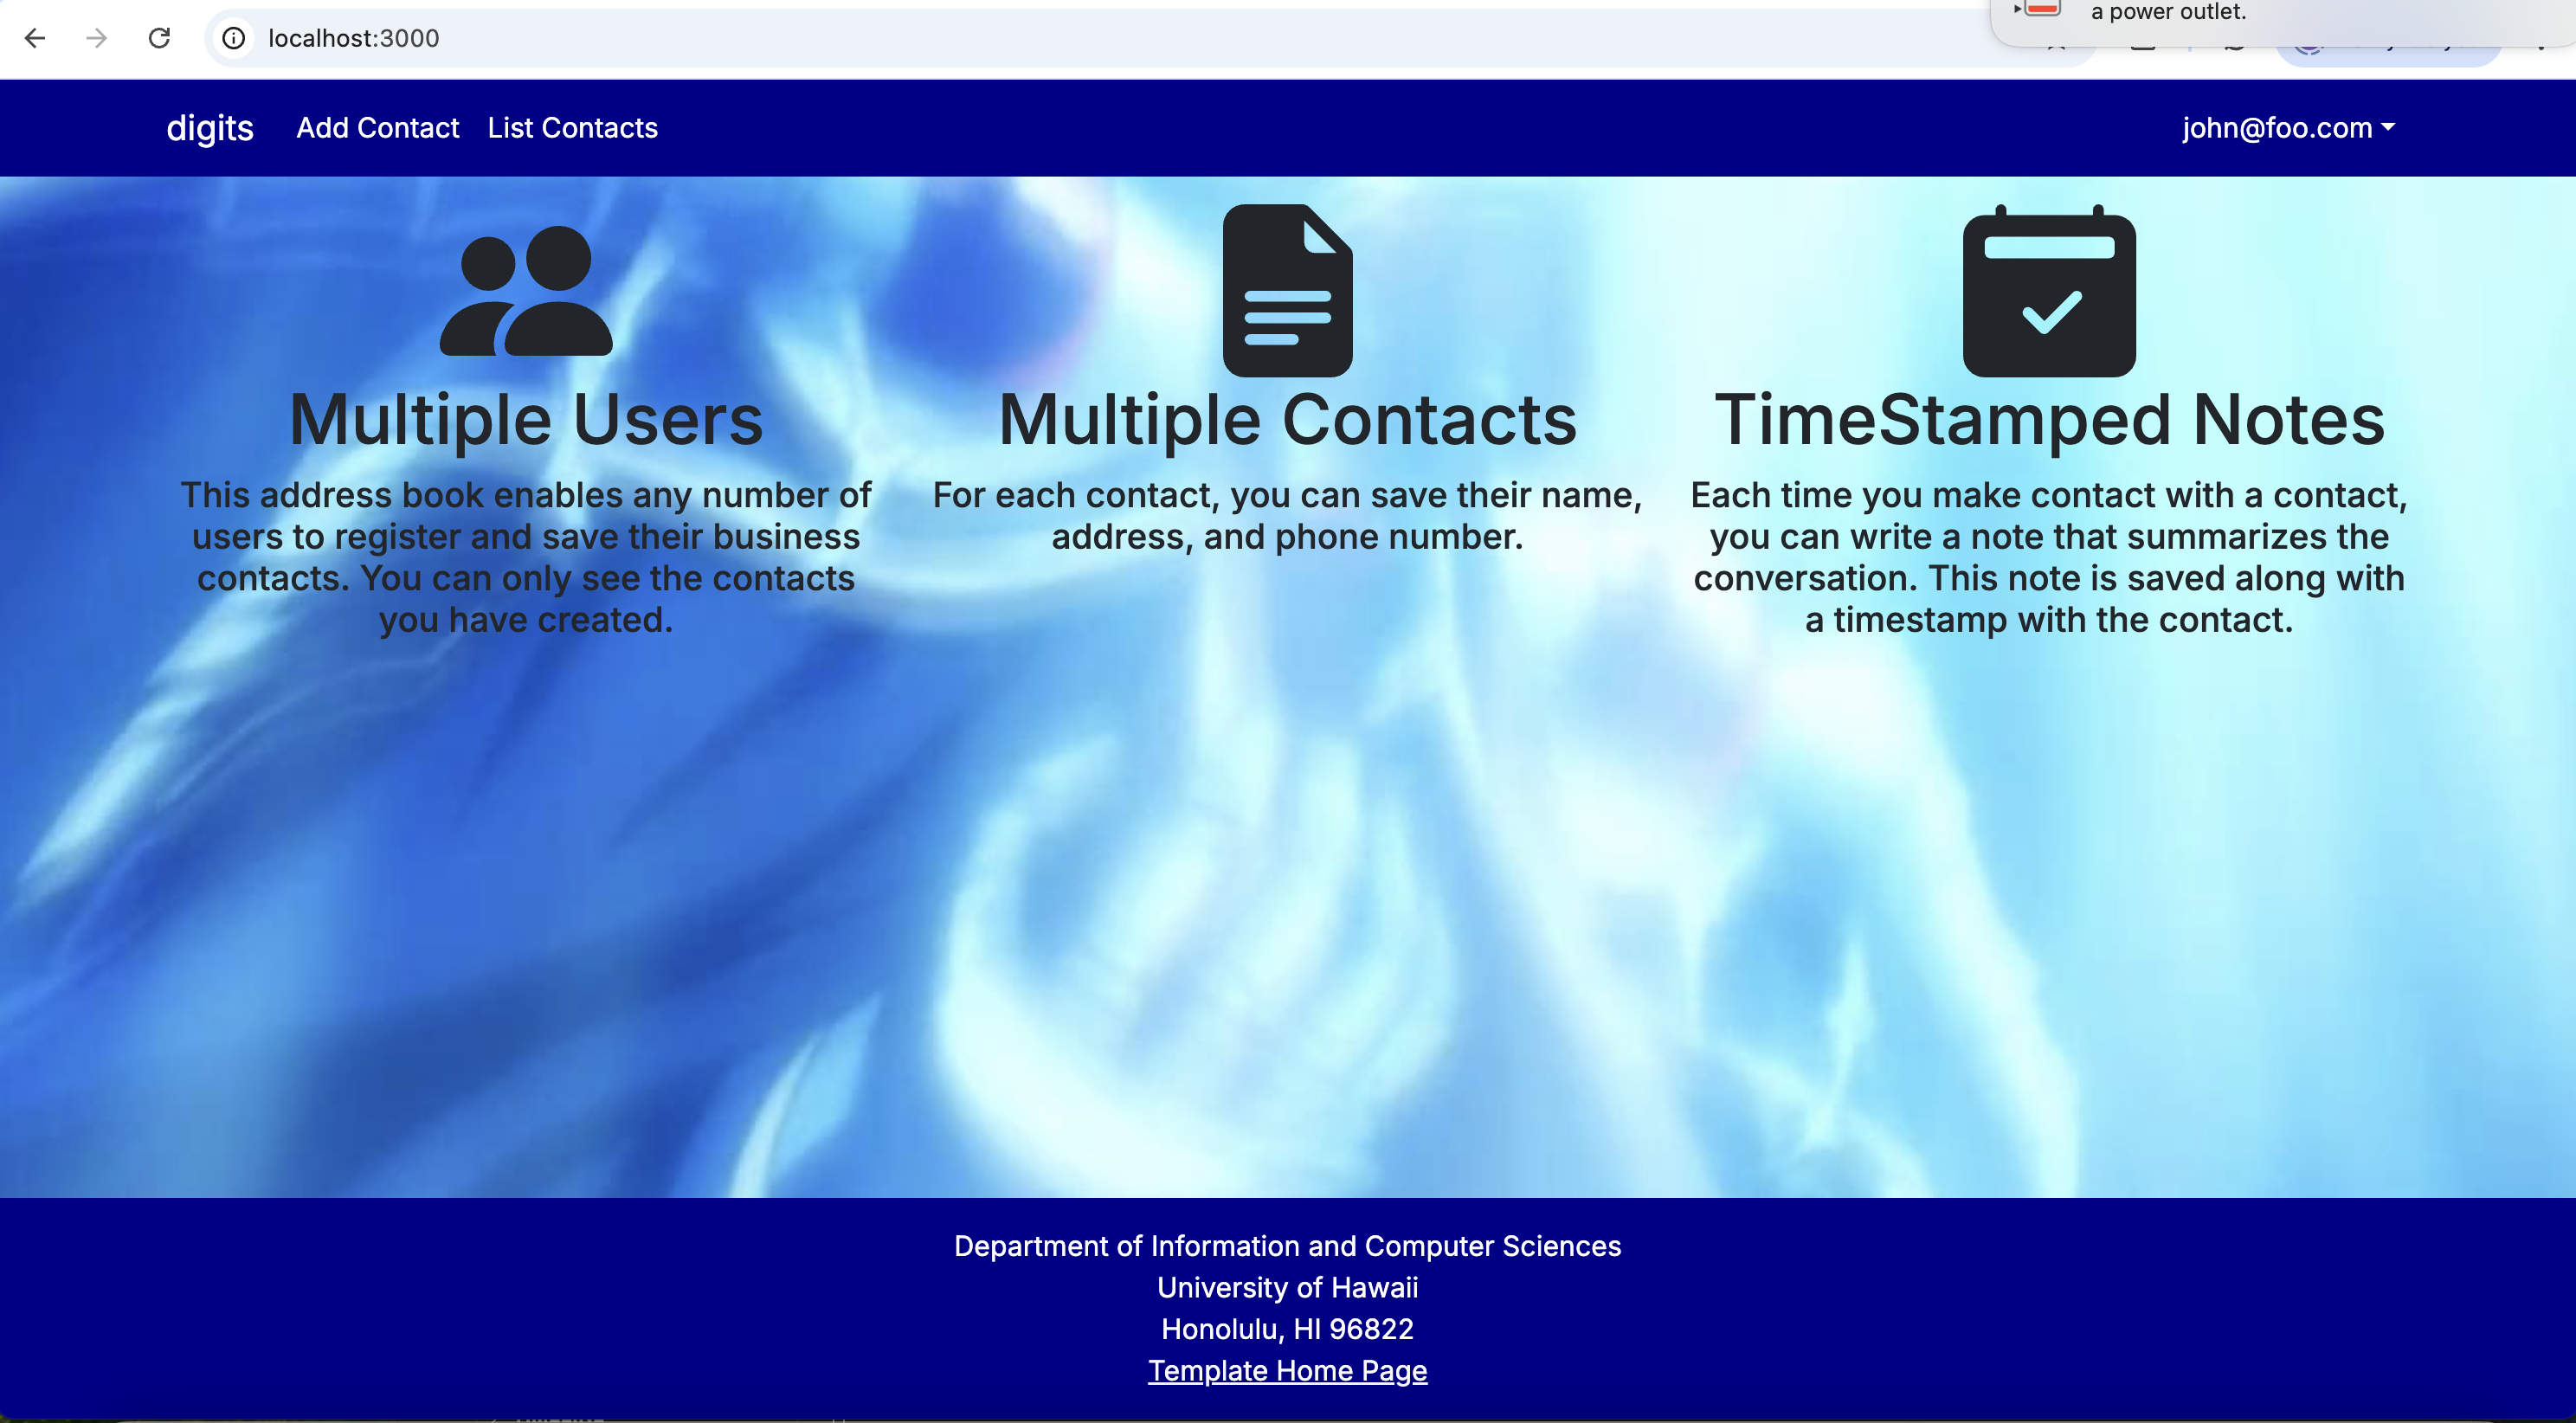 a power outlet.
localhost:3000
digits Add Contact List Contacts john@foo.com
Multiple Users
This address book enables any number of
users to register and save their business
contacts. You can only see the contacts
you have created.
Multiple Contacts
For each contact, you can save their name,
address, and phone number.
TimeStamped Notes
Each time you make contact with a contact,
you can write a note that summarizes the
conversation. This note is saved along with
a timestamp with the contact.
Department of Information and Computer Sciences
University of Hawaii
Honolulu, HI 96822
Template Home Page